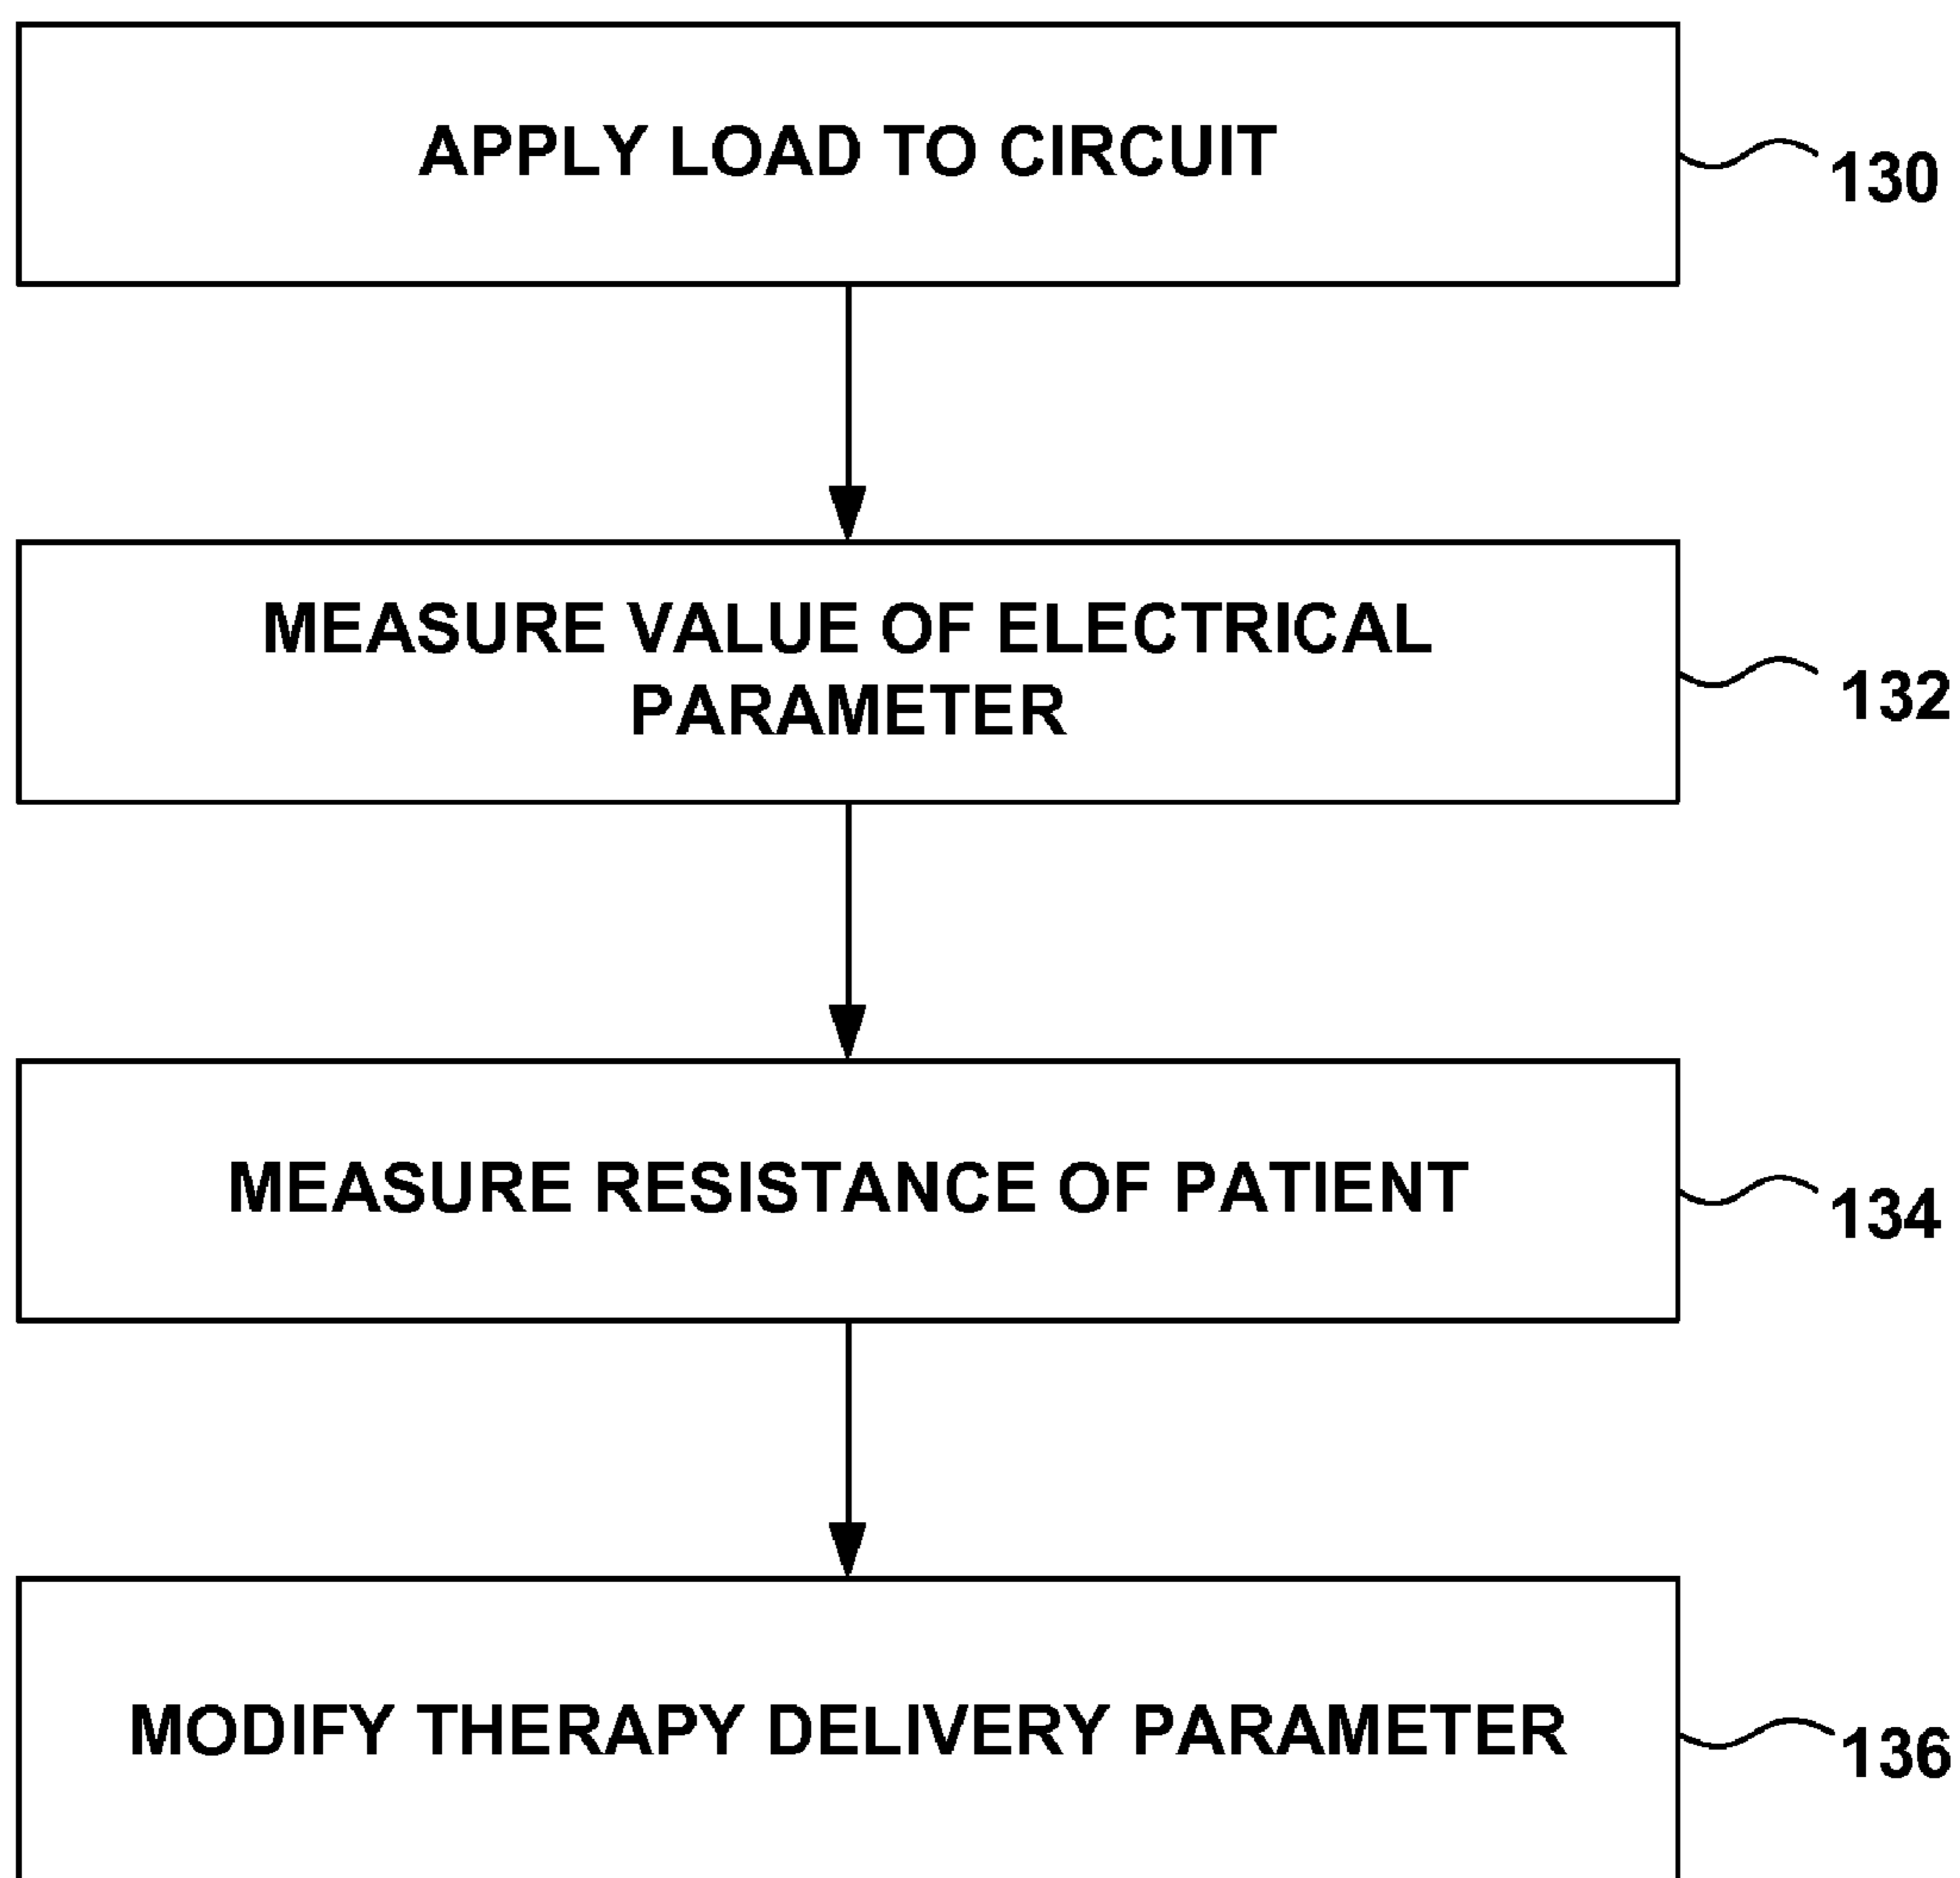 APPLY LOAD TO CIRCUIT
130
MEASURE VALUE OF ELECTRICAL
PARAMETER
132
MEASURE RESISTANCE OF PATIENT
134
MODIFY THERAPY DELIVERY PARAMETER
136